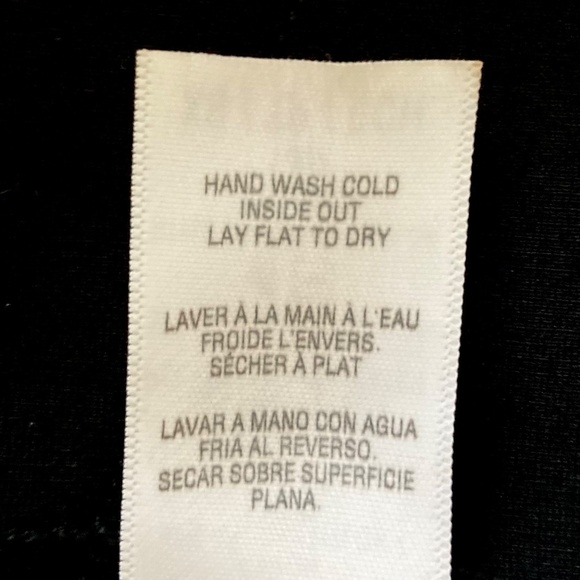 HAND WASH COLD
INSIDE OUT
LAY FLAT TO DRY
LAVER À LA MAIN À L'EAU
FROIDE L'ENVERS.
SÉCHER À PLAT
LAVAR A MANO CON AGUA
FRIA AL REVERSO.
SECAR SOBRE SUPERFICIE
PLANA.